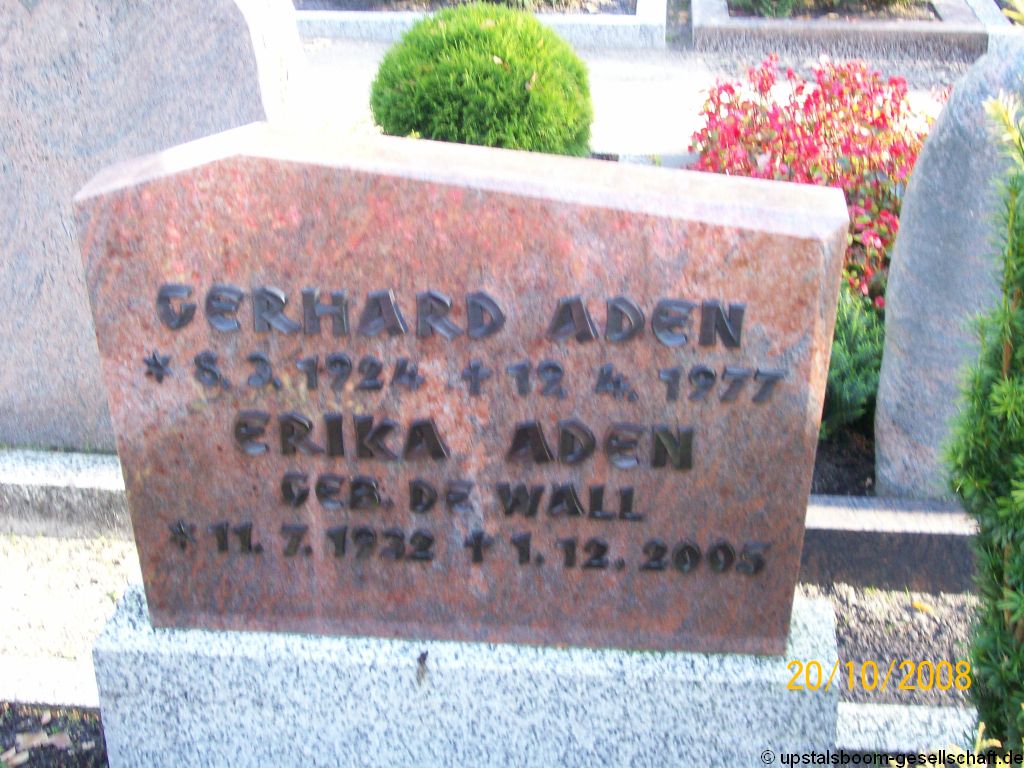 GERHARD ADEN
* 8. 3. 1924 † 12 4. 1977
ERIKA ADEN
GEB. DE WALL
* 11. 7. 1932 † 1. 12. 2005
20/10/2008
© upstalsboom-gesellschaft.de